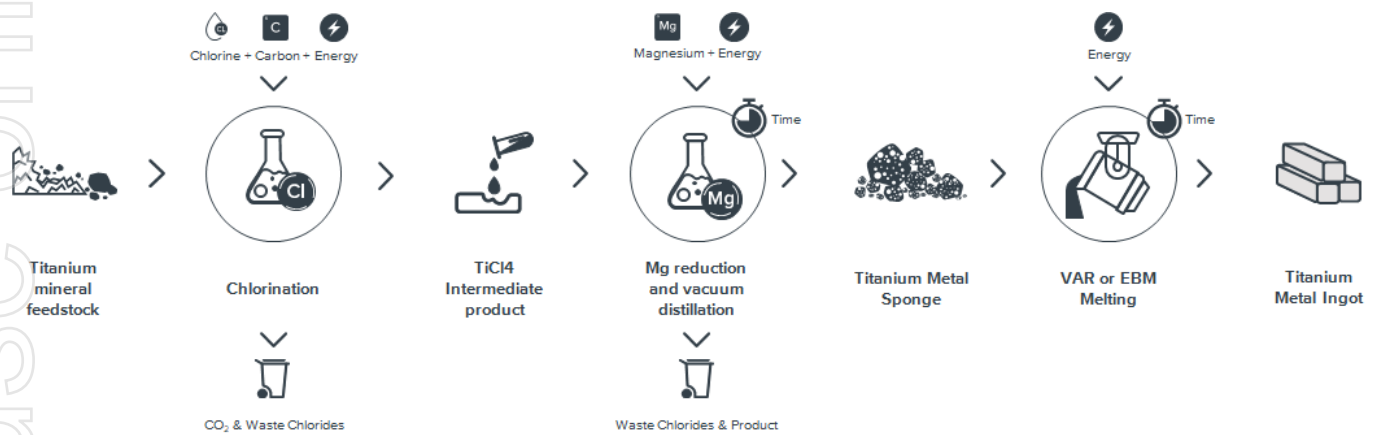 CL
C
Chlorine + Carbon + Energy
Mg
Magnesium + Energy
Energy
Time
Time
Cl
Mg
Titanium
mineral
feedstock
Chlorination
TiCl4
Intermediate
product
Mg reduction
and vacuum
distillation
Titanium Metal
Sponge
VAR or EBM
Melting
Titanium
Metal Ingot
CO₂ & Waste Chlorides
Waste Chlorides & Product